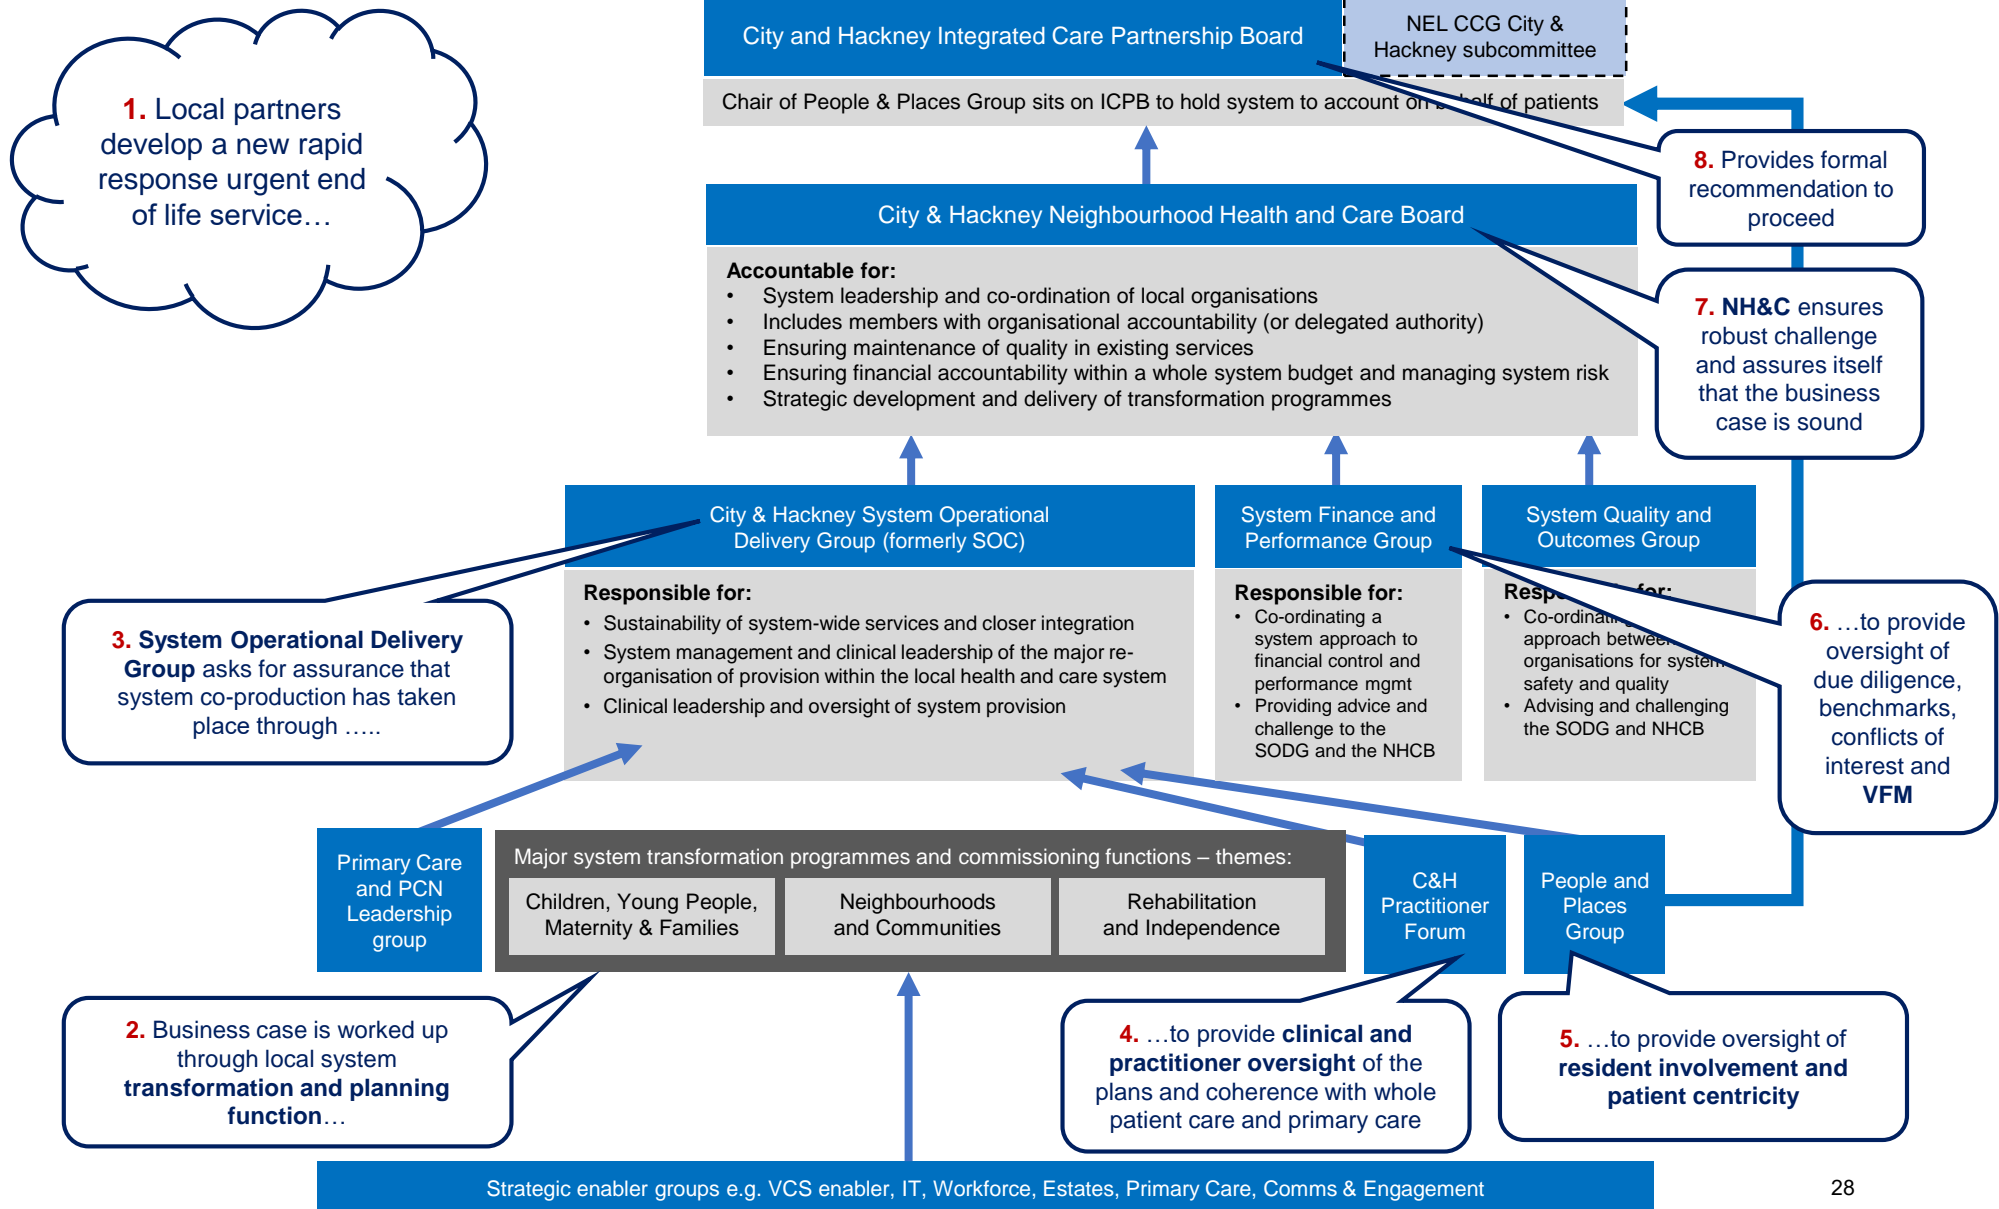 1. Local partners
develop a new rapid
response urgent end
of life service…
City and Hackney Integrated Care Partnership Board
NEL CCG City &
Hackney subcommittee
Chair of People & Places Group sits on ICPB to hold system to account on behalf of patients
8. Provides formal
recommendation to
proceed
City & Hackney Neighbourhood Health and Care Board
Accountable for:
• System leadership and co-ordination of local organisations
• Includes members with organisational accountability (or delegated authority)
• Ensuring maintenance of quality in existing services
• Ensuring financial accountability within a whole system budget and managing system risk
• Strategic development and delivery of transformation programmes
7. NH&C ensures
robust challenge
and assures itself
that the business
case is sound
City & Hackney System Operational
Delivery Group (formerly SOC)
Responsible for:
• Sustainability of system-wide services and closer integration
• System management and clinical leadership of the major re-
organisation of provision within the local health and care system
• Clinical leadership and oversight of system provision
System Finance and
Performance Group
Responsible for:
• Co-ordinating a
system approach to
financial control and
performance mgmt
• Providing advice and
challenge to the
SODG and the NHCB
System Quality and
Outcomes Group
Responsible for:
• Co-ordinating
approach between
organisations for system
safety and quality
• Advising and challenging
the SODG and NHCB
3. System Operational Delivery
Group asks for assurance that
system co-production has taken
place through …..
6. …to provide
oversight of
due diligence,
benchmarks,
conflicts of
interest and
VFM
Primary Care
and PCN
Leadership
group
Major system transformation programmes and commissioning functions – themes:
Children, Young People,
Maternity & Families
Neighbourhoods
and Communities
Rehabilitation
and Independence
C&H
Practitioner
Forum
People and
Places
Group
2. Business case is worked up
through local system
transformation and planning
function…
4. …to provide clinical and
practitioner oversight of the
plans and coherence with whole
patient care and primary care
5. …to provide oversight of
resident involvement and
patient centricity
Strategic enabler groups e.g. VCS enabler, IT, Workforce, Estates, Primary Care, Comms & Engagement
28